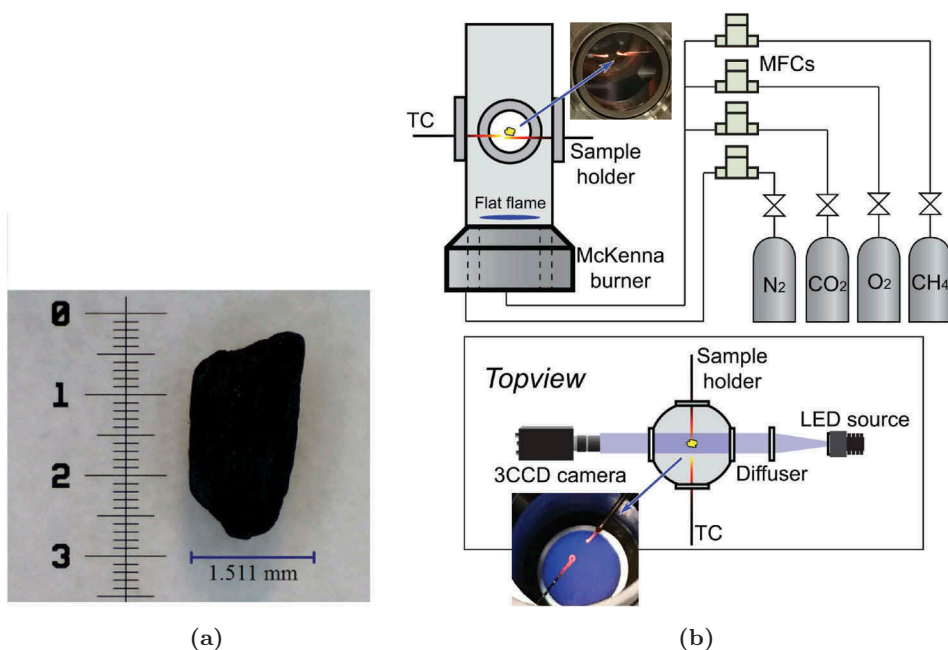 0
1
2
3
1.511 mm
(a)
MFCs
TC
Sample
holder
Flat flame
McKenna
burner
N2
CO2
O2
CH4
Topview
Sample
holder
LED source
3CCD camera
Diffuser
TC
(b)